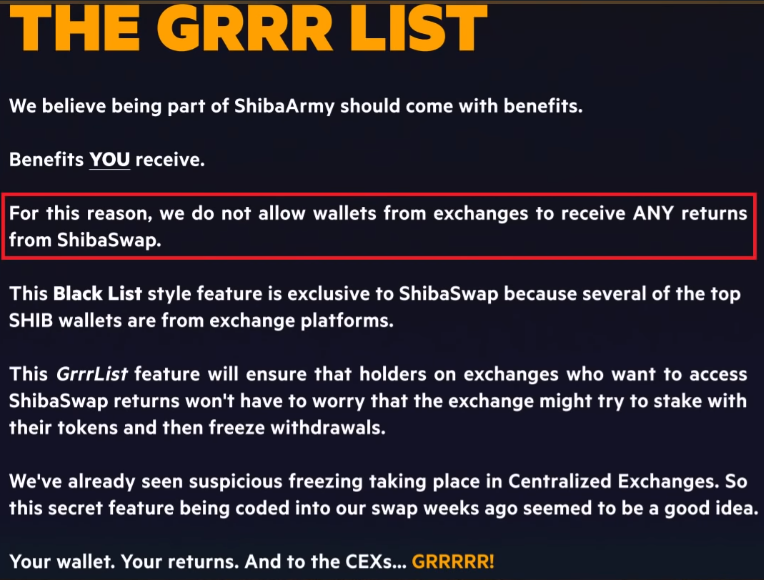 THE GRRR LIST
We believe being part of ShibaArmy should come with benefits.
Benefits YOU receive.
For this reason, we do not allow wallets from exchanges to receive ANY returns
from ShibaSwap.
This Black List style feature is exclusive to ShibaSwap because several of the top
SHIB wallets are from exchange platforms.
This GrrrList feature will ensure that holders on exchanges who want to access
ShibaSwap returns won't have to worry that the exchange might try to stake with
their tokens and then freeze withdrawals.
We've already seen suspicious freezing taking place in Centralized Exchanges. So
this secret feature being coded into our swap weeks ago seemed to be a good idea.
Your wallet. Your returns. And to the CEXs... GRRRRR!